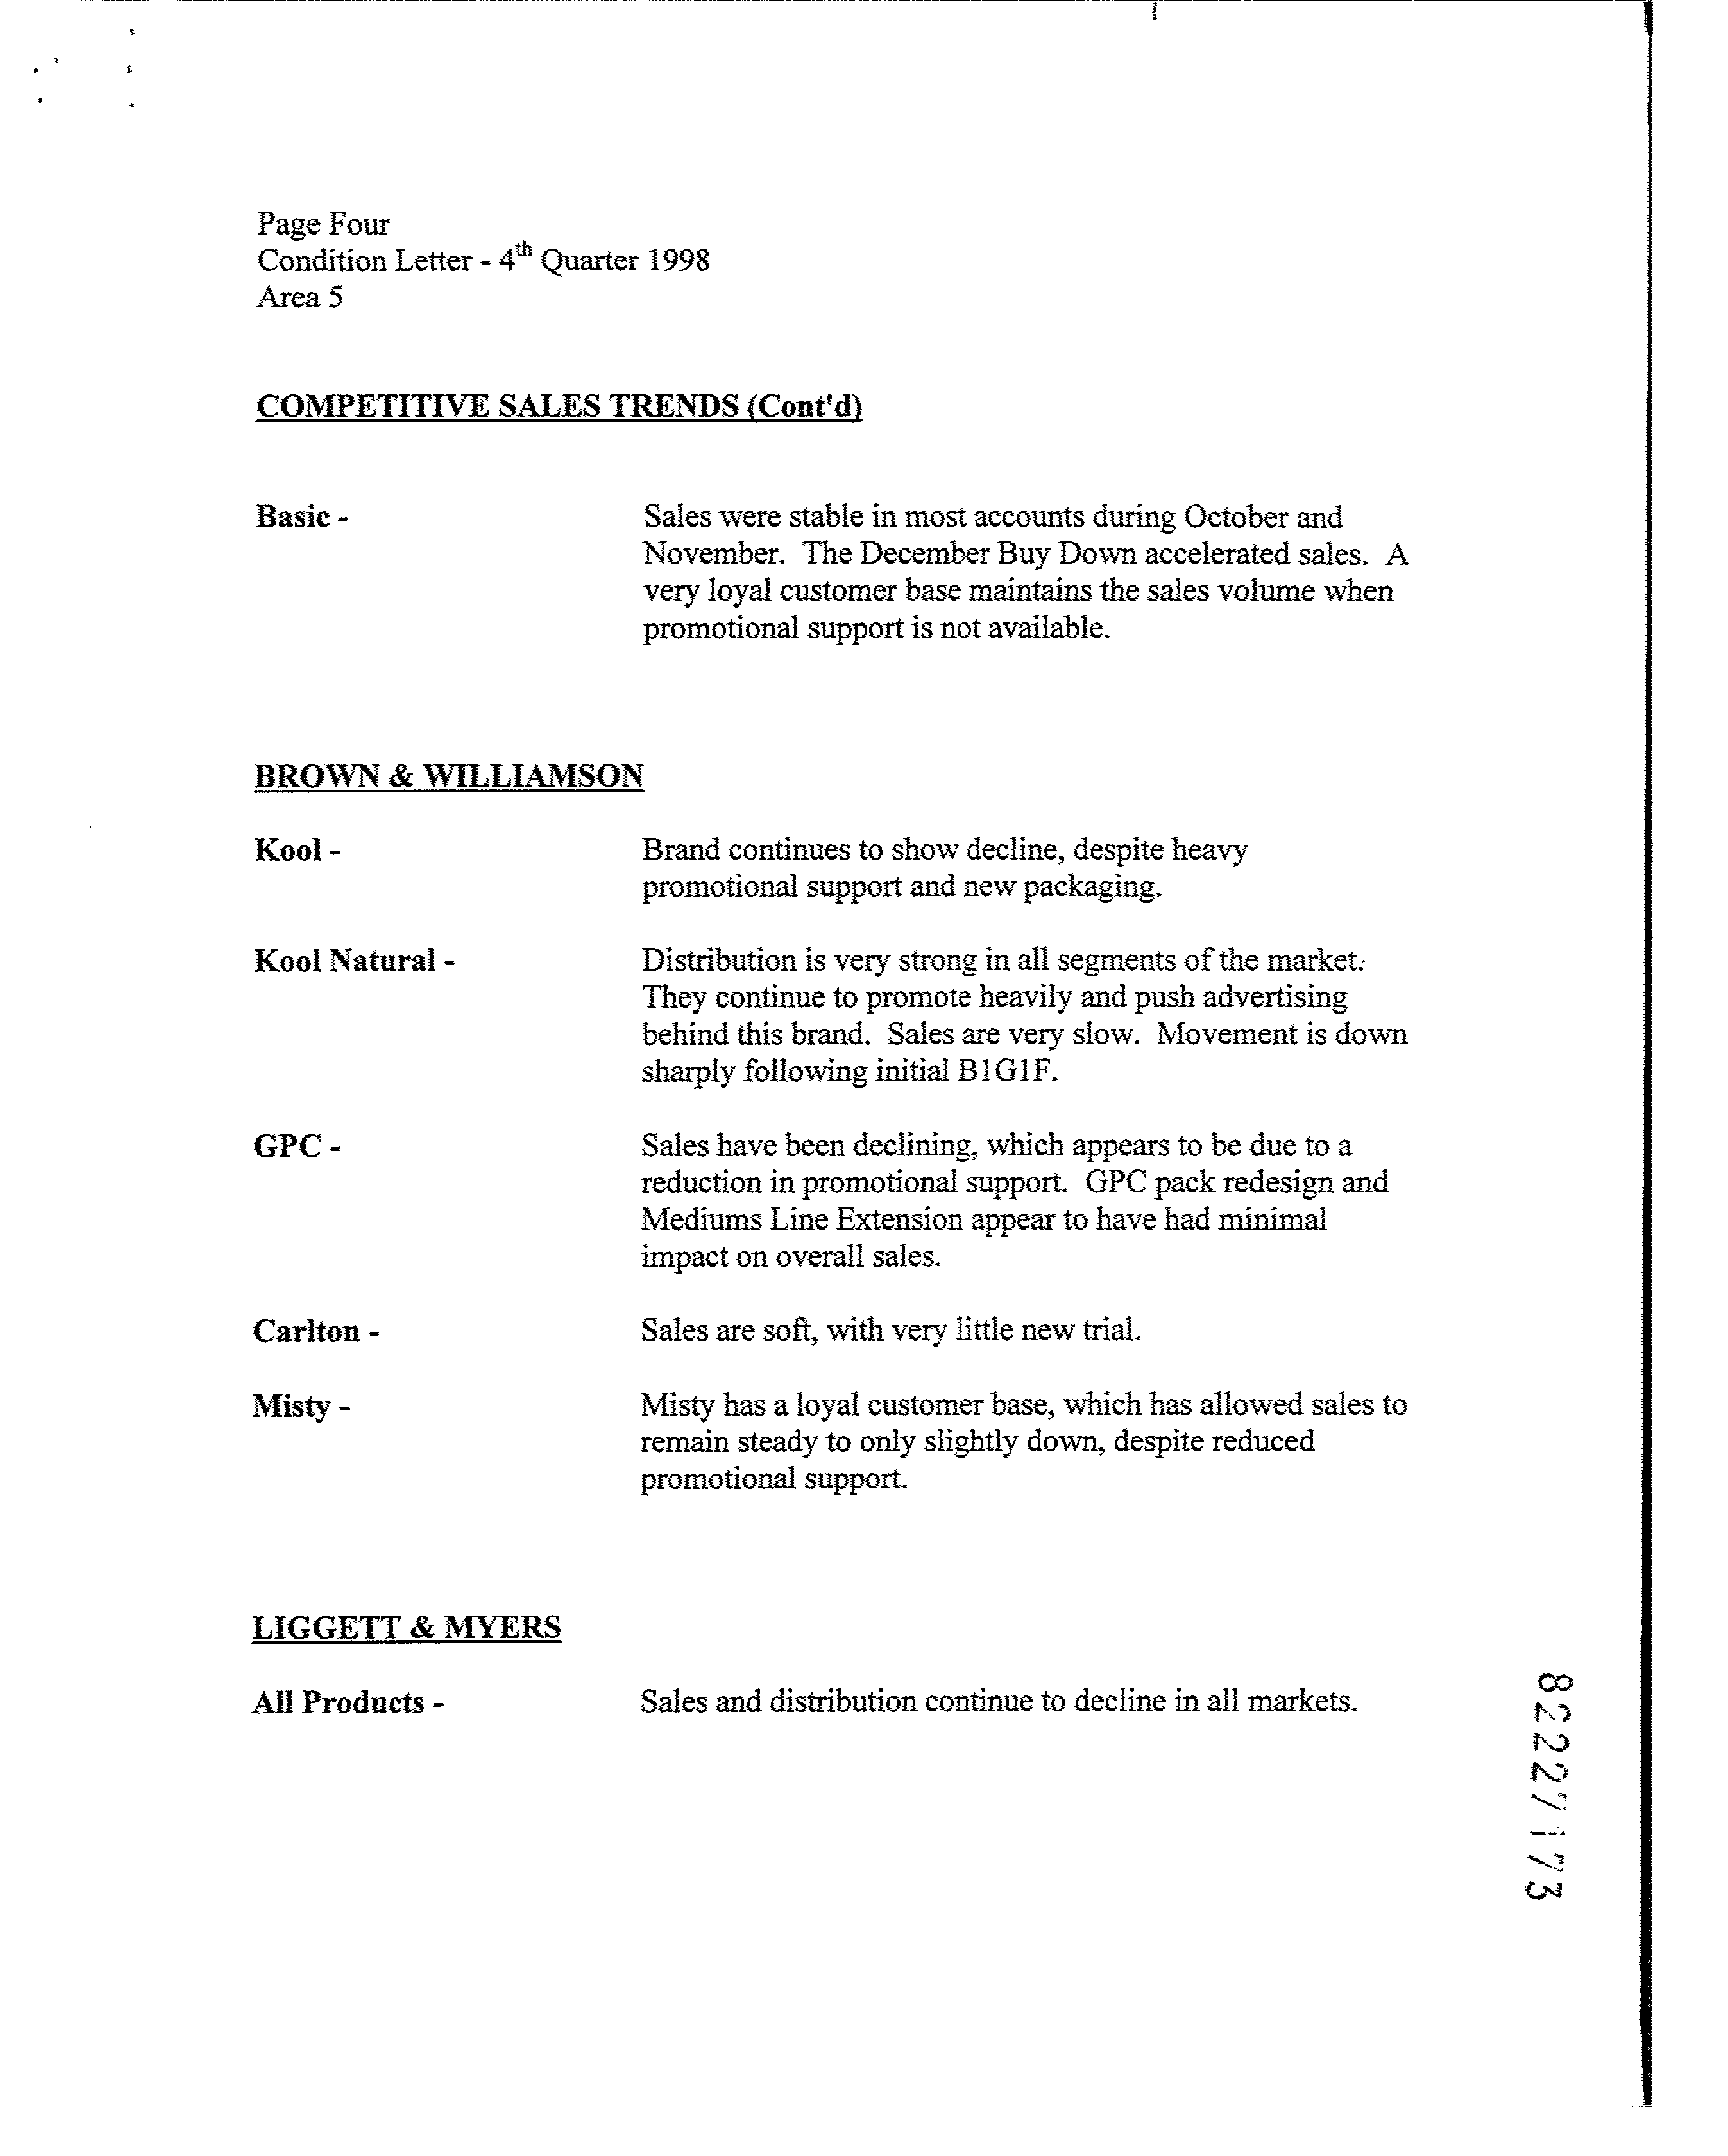 Page Four
Condition Letter - 4th Quarter 1998
Area 5
COMPETITIVE SALES TRENDS (Cont'd)
Basic - Sales were stable in most accounts during October and
November. The December Buy Down accelerated sales. A
very loyal customer base maintains the sales volume when
promotional support is not available.
BROWN & WILLIAMSON
Kool - Brand continues to show decline, despite heavy
promotional support and new packaging.
Kool Natural - Distribution is very strong in all segments of the market.
They continue to promote heavily and push advertising
behind this brand. Sales are very slow. Movement is down
sharply following initial B1G1F.
GPC - Sales have been declining, which appears to be due to a
reduction in promotional support. GPC pack redesign and
Mediums Line Extension appear to have had minimal
impact on overall sales.
Carlton - Sales are soft, with very little new trial.
Misty - Misty has a loyal customer base, which has allowed sales to
remain steady to only slightly down, despite reduced
promotional support.
LIGGETT & MYERS
All Products - Sales and distribution continue to decline in all markets.
82227173